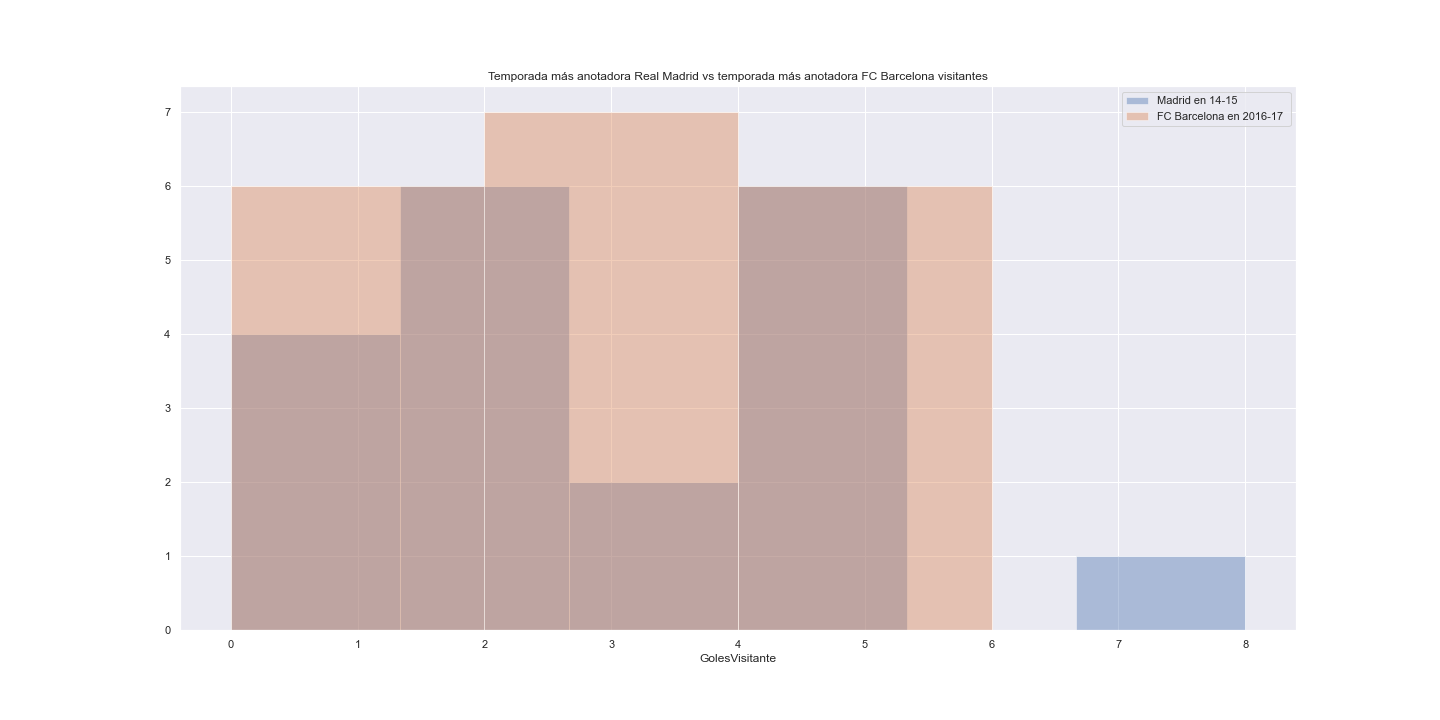 Temporada más anotadora Real Madrid vs temporada más anotadora FC Barcelona visitantes
Madrid en 14-15
FC Barcelona en 2016-17
7
6
5
4
3
2
1
0
0 1 2 3 4 5 6 7 8
GolesVisitante